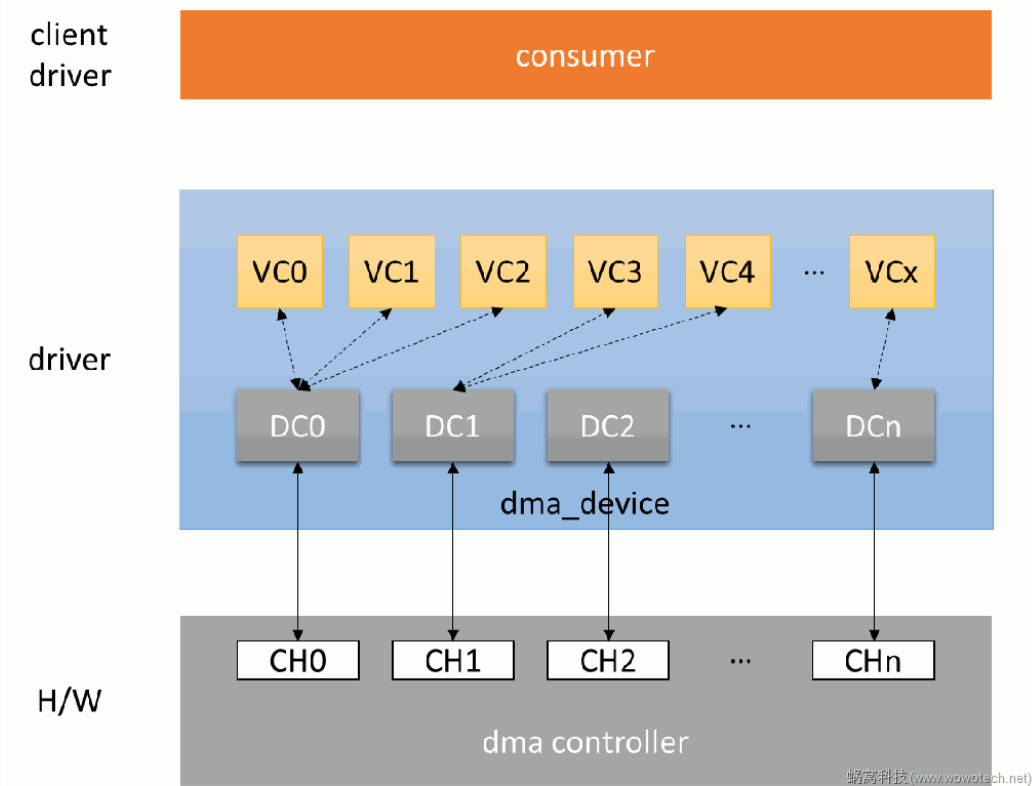 client
driver
consumer
VC0 VC1 VC2 VC3 VC4 ... VCx
driver
DC0 DC1 DC2 ... DCn
dma_device
CH0 CH1 CH2 ... CHn
H/W
dma controller
蜗窝科技(www.wowotech.net)